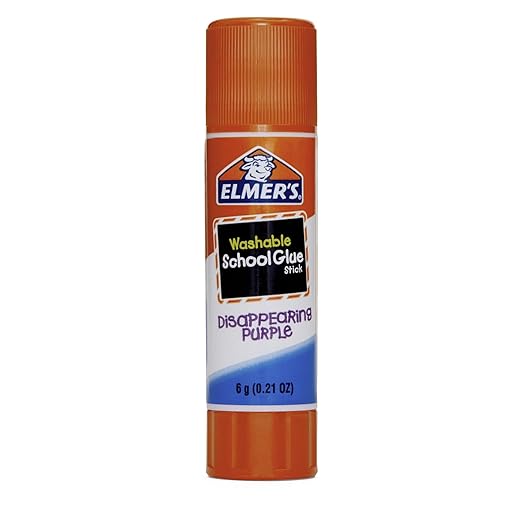 ELMER'S®
Washable
School Glue
Stick
DISAPPEARING
PURPLE
6 g (0.21 OZ)